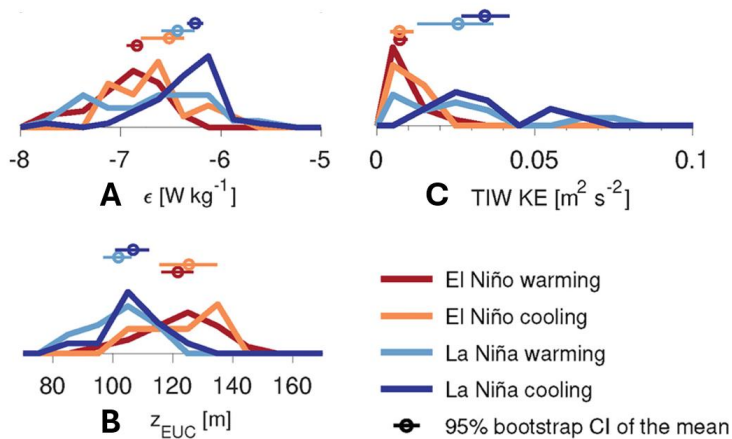 -8 -7 -6 -5
A ϵ [W kg⁻¹]
0 0.05 0.1
C TIW KE [m² s⁻²]
80 100 120 140 160
B z_EUC [m]
El Niño warming
El Niño cooling
La Niña warming
La Niña cooling
95% bootstrap CI of the mean